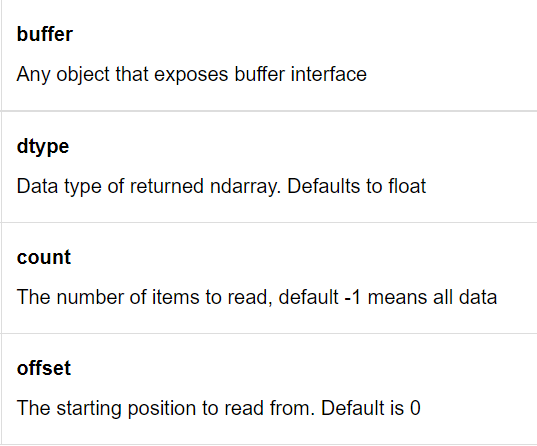 buffer
Any object that exposes buffer interface
dtype
Data type of returned ndarray. Defaults to float
count
The number of items to read, default -1 means all data
offset
The starting position to read from. Default is 0